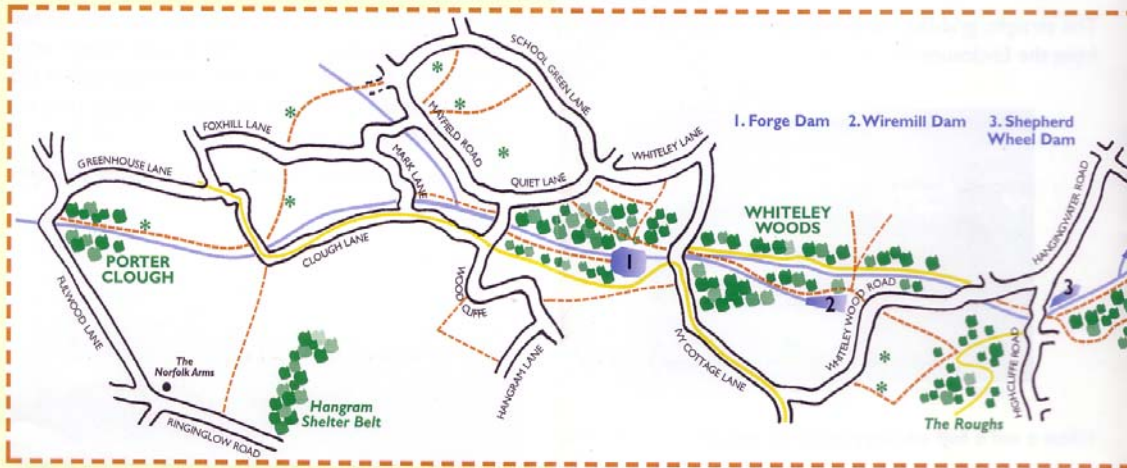 SCHOOL GREEN LANE
1. Forge Dam 2. Wiremill Dam 3. Shepherd
Wheel Dam
FOXHILL LANE
MAYFIELD ROAD
WHITELEY LANE
GREENHOUSE LANE
MARK LANE
QUIET LANE
HANGINGWATER ROAD
WHITELEY
WOODS
PORTER
CLOUGH
CLOUGH LANE
1
2
3
FULWOOD LANE
WOOD CLIFFE
WHITELEY WOOD ROAD
IVY COTTAGE LANE
HANGRAM LANE
HIGHCLIFFE ROAD
The
Norfolk Arms
Hangram
Shelter Belt
The Roughs
RINGINGLOW ROAD